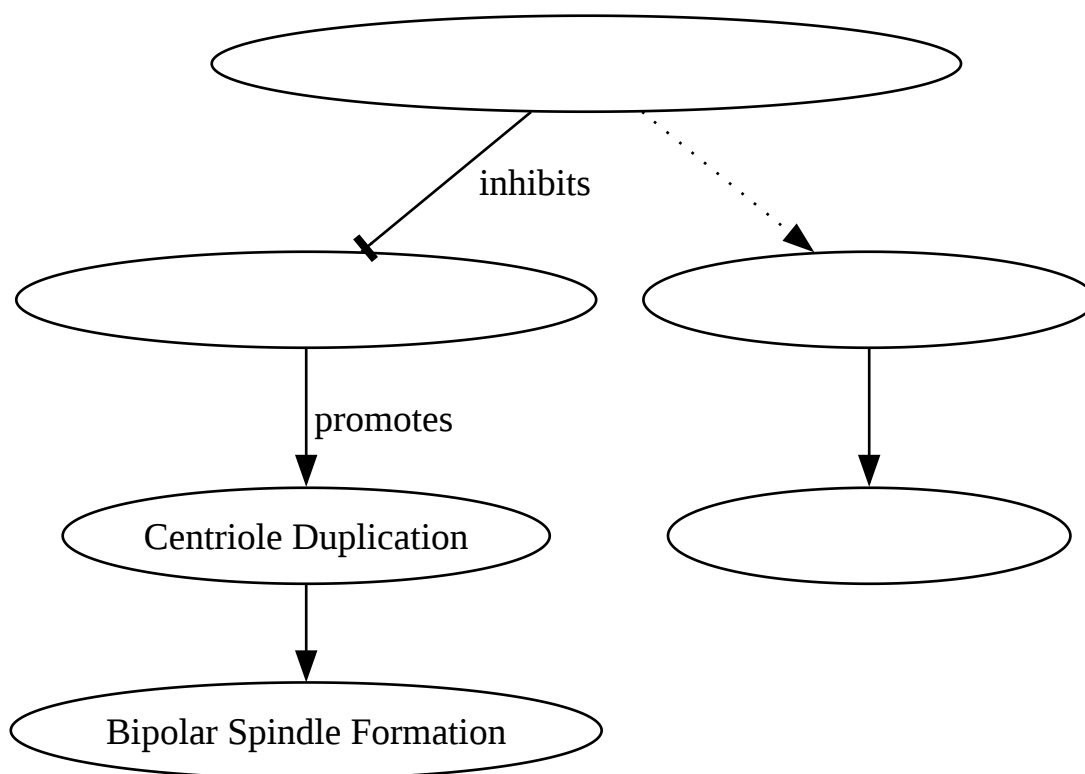 inhibits
promotes
Centriole Duplication
Bipolar Spindle Formation